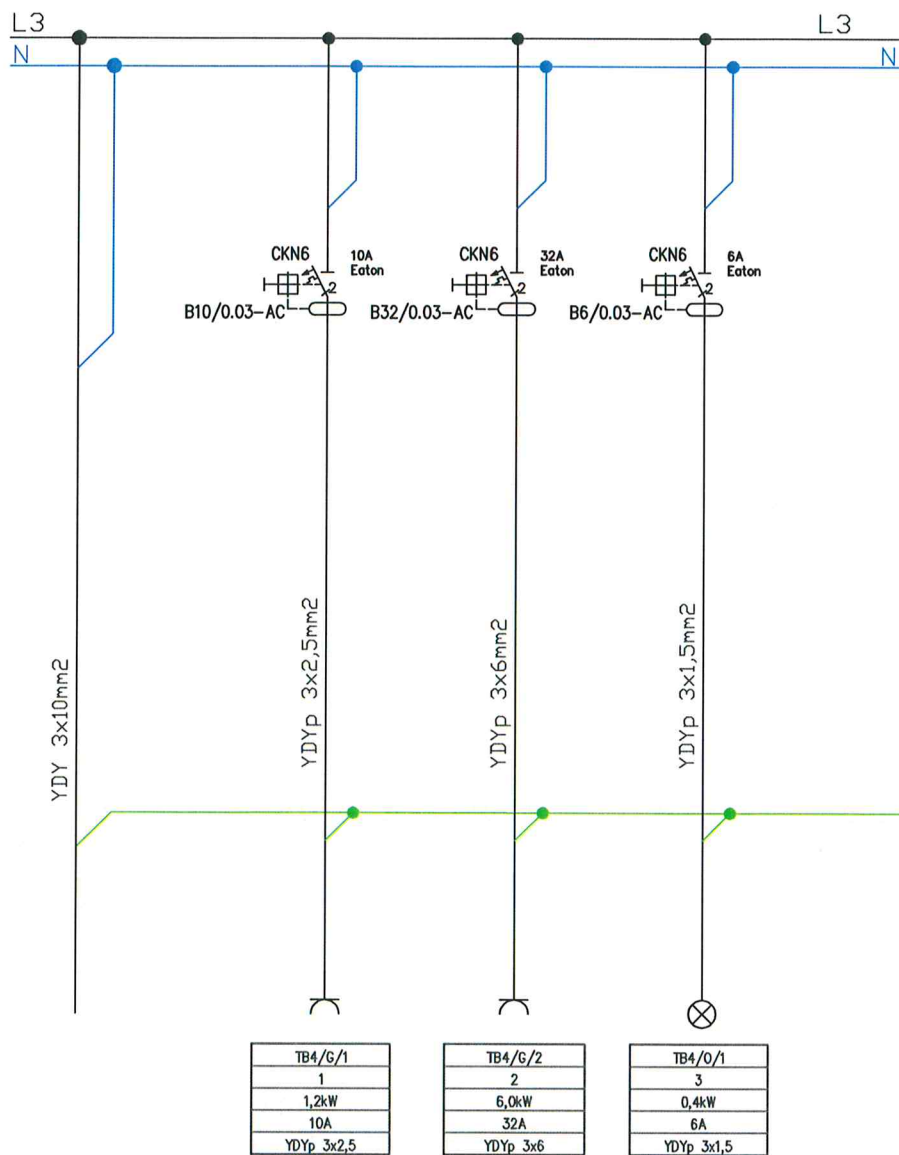 L3 L3
N N
CKN6 10A
Eaton
B10/0.03-AC
2
CKN6 32A
Eaton
B32/0.03-AC
2
CKN6 6A
Eaton
B6/0.03-AC
2
YDY 3x10mm2
YDYp 3x2,5mm2
YDYp 3x6mm2
YDYp 3x1,5mm2
TB4/G/1
1
1,2kW
10A
YDYp 3x2,5
TB4/G/2
2
6,0kW
32A
YDYp 3x6
TB4/O/1
3
0,4kW
6A
YDYp 3x1,5